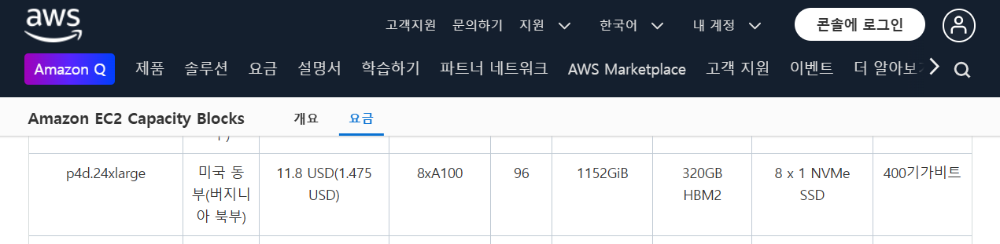 aws
고객지원 문의하기 지원 한국어 내 계정 콘솔에 로그인
Amazon Q 제품 솔루션 요금 설명서 학습하기 파트너 네트워크 AWS Marketplace 고객 지원 이벤트 더 알아보
Amazon EC2 Capacity Blocks 개요 요금
p4d.24xlarge
미국 동
부(버지니
아 북부)
11.8 USD(1.475
USD)
8xA100
96
1152GiB
320GB
HBM2
8 x 1 NVMe
SSD
400기가비트